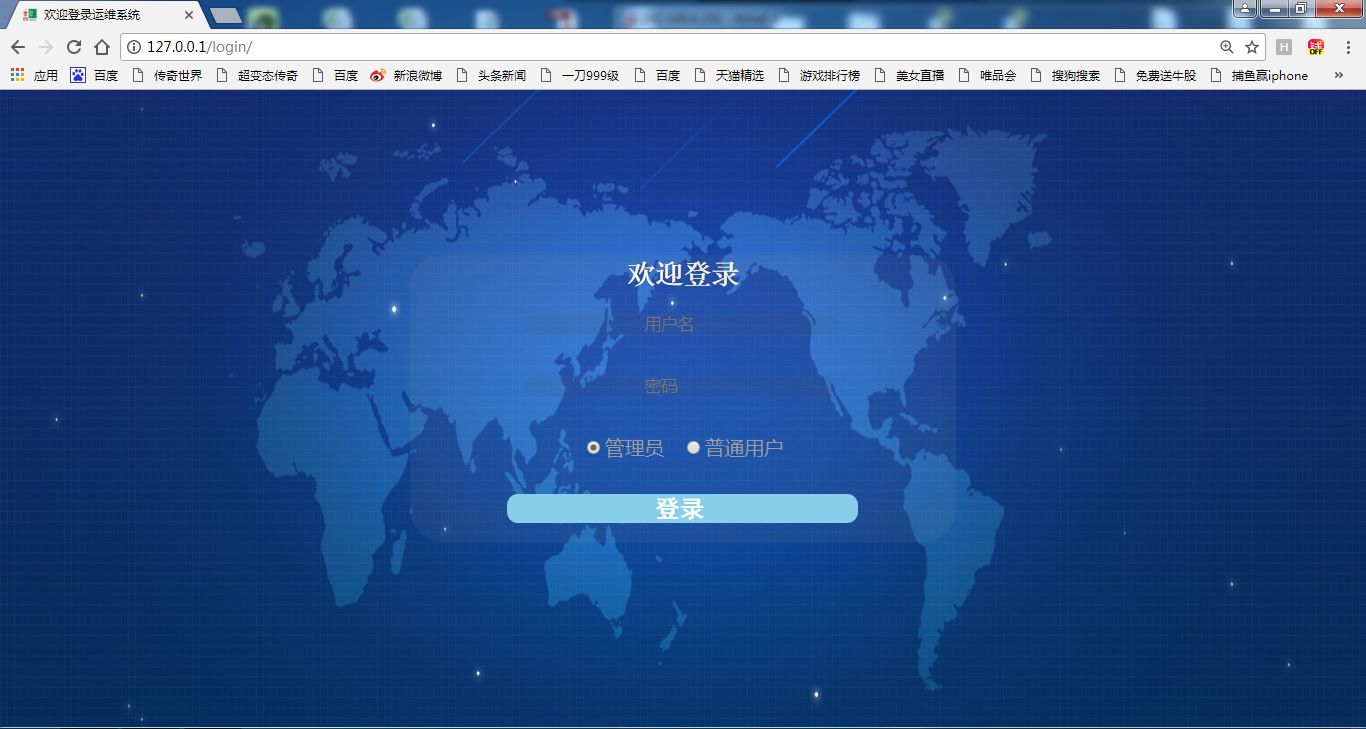 欢迎登录运维系统
127.0.0.1/login/
应用 百度 传奇世界 超变态传奇 百度 新浪微博 头条新闻 一刀999级 百度 天猫精选 游戏排行榜 美女直播 唯品会 搜狗搜索 免费送牛股 捕鱼赢iphone »
欢迎登录
用户名
密码
管理员 普通用户
登录